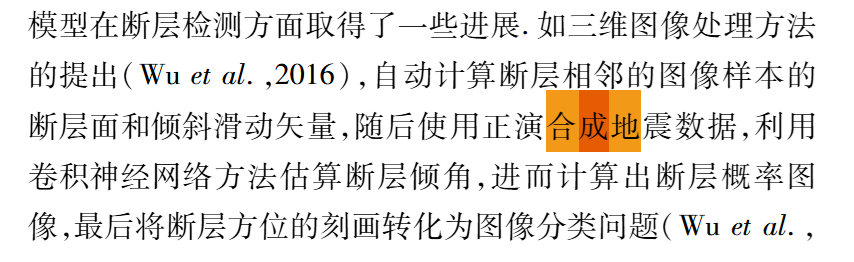 模型在断层检测方面取得了一些进展. 如三维图像处理方法
的提出(Wu et al. ,2016),自动计算断层相邻的图像样本的
断层面和倾斜滑动矢量,随后使用正演合成地震数据,利用
卷积神经网络方法估算断层倾角,进而计算出断层概率图
像,最后将断层方位的刻画转化为图像分类问题(Wu et al. ,